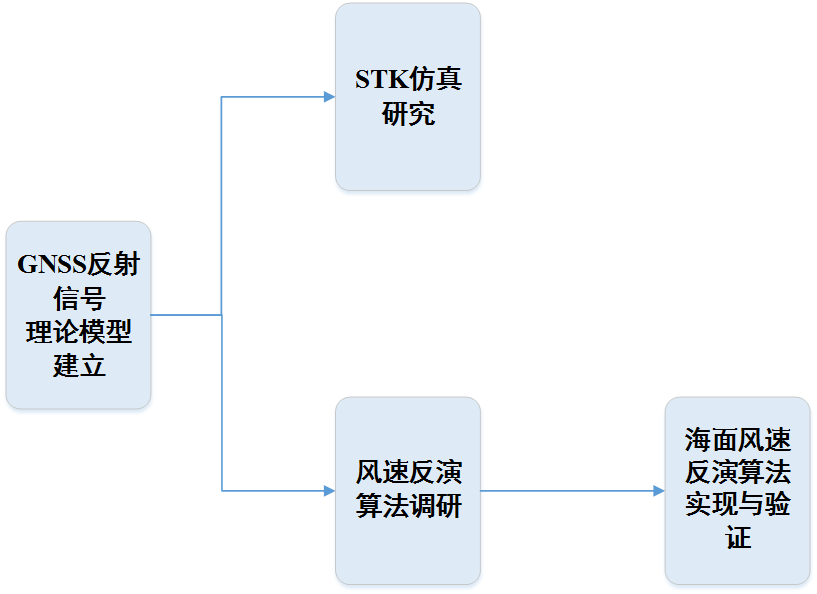 STK仿真
研究
GNSS反射
信号
理论模型
建立
风速反演
算法调研
海面风速
反演算法
实现与验
证